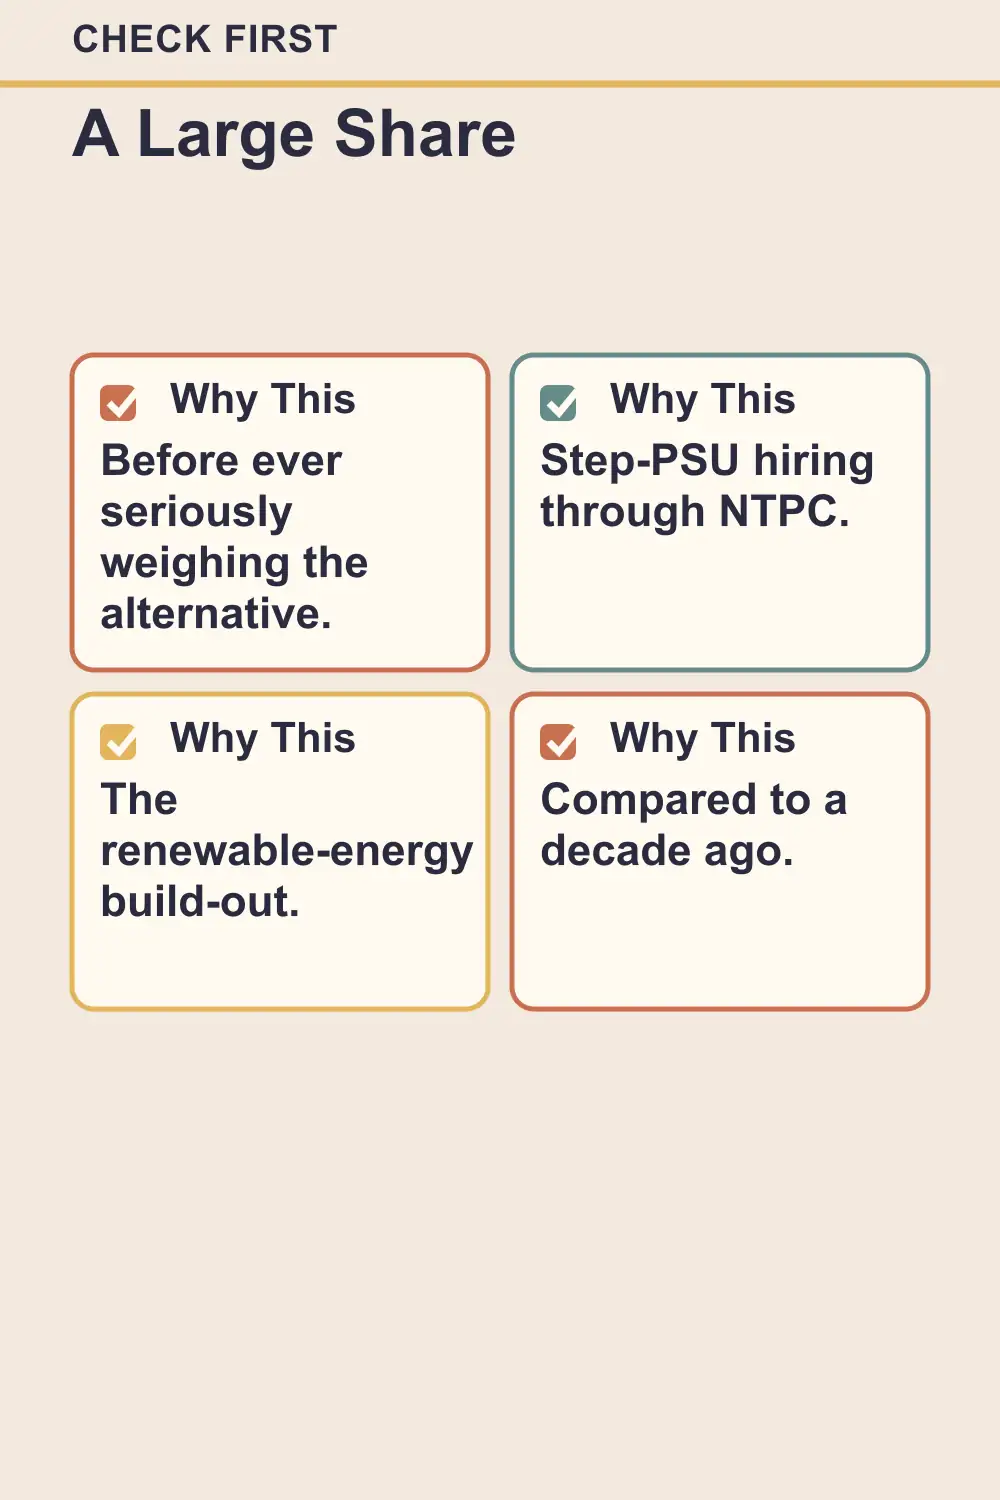 CHECK FIRST
A Large Share
Why This
Before ever
seriously
weighing the
alternative.
Why This
Step-PSU hiring
through NTPC.
Why This
The
renewable-energy
build-out.
Why This
Compared to a
decade ago.